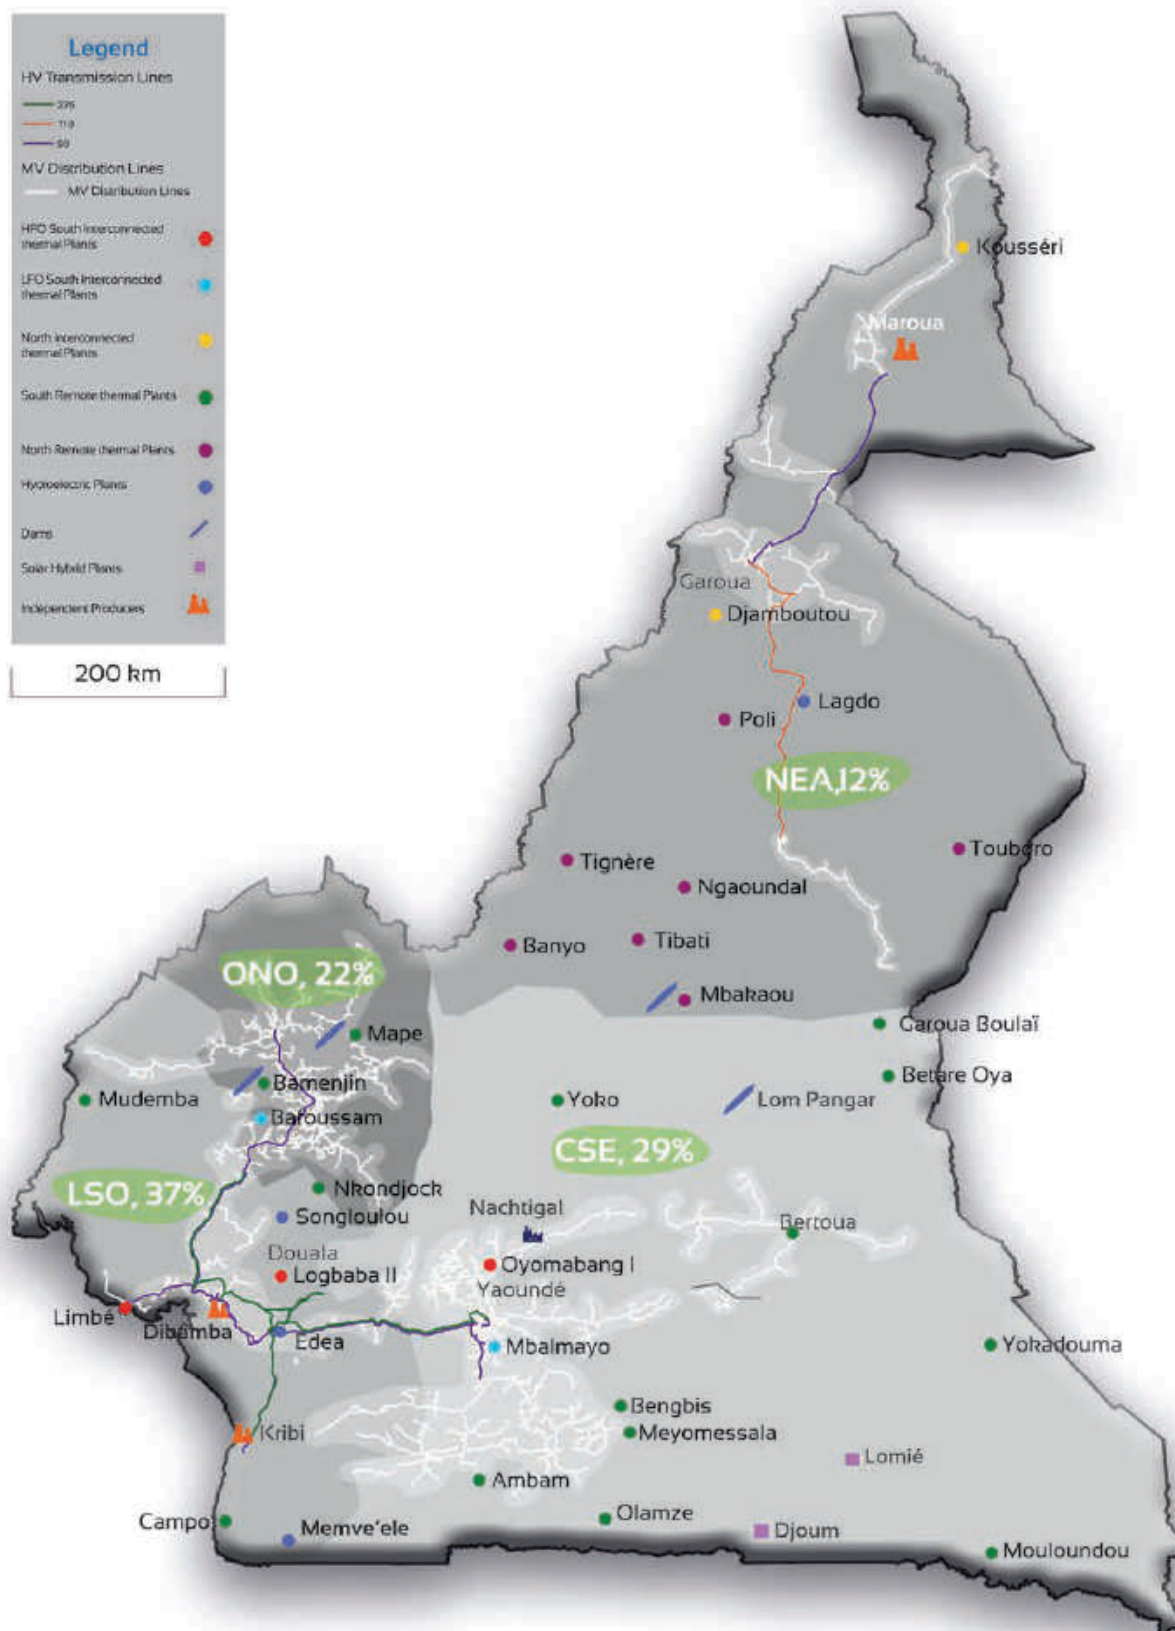 Legend
HV Transmission Lines
225
110
90
MV Distribution Lines
MV Distribution Lines
HFO South Interconnected
thermal Plants
LFO South Interconnected
thermal Plants
North Interconnected
thermal Plants
South Remote thermal Plants
North Remote thermal Plants
Hydroelectric Plants
Dams
Solar Hybrid Plants
Independent Producers
200 km
Kousséri
Maroua
Garoua
Djamboutou
Lagdo
Poli
NEA,12%
Touboro
Tignère
Ngaoundal
Banyo
Tibati
ONO, 22%
Mbakaou
Garoua Boulaï
Mape
Betare Oya
Bamenjin
Mudemba
Yoko
Lom Pangar
Bafoussam
CSE, 29%
LSO, 37%
Nkondjock
Nachtigal
Songloulou
Bertoua
Douala
Logbaba II
Oyomabang I
Yaoundé
Limbé
Dibamba
Edea
Mbalmayo
Yokadouma
Bengbis
Kribi
Meyomessala
Lomié
Ambam
Campo
Olamze
Memve'ele
Djoum
Mouloundou